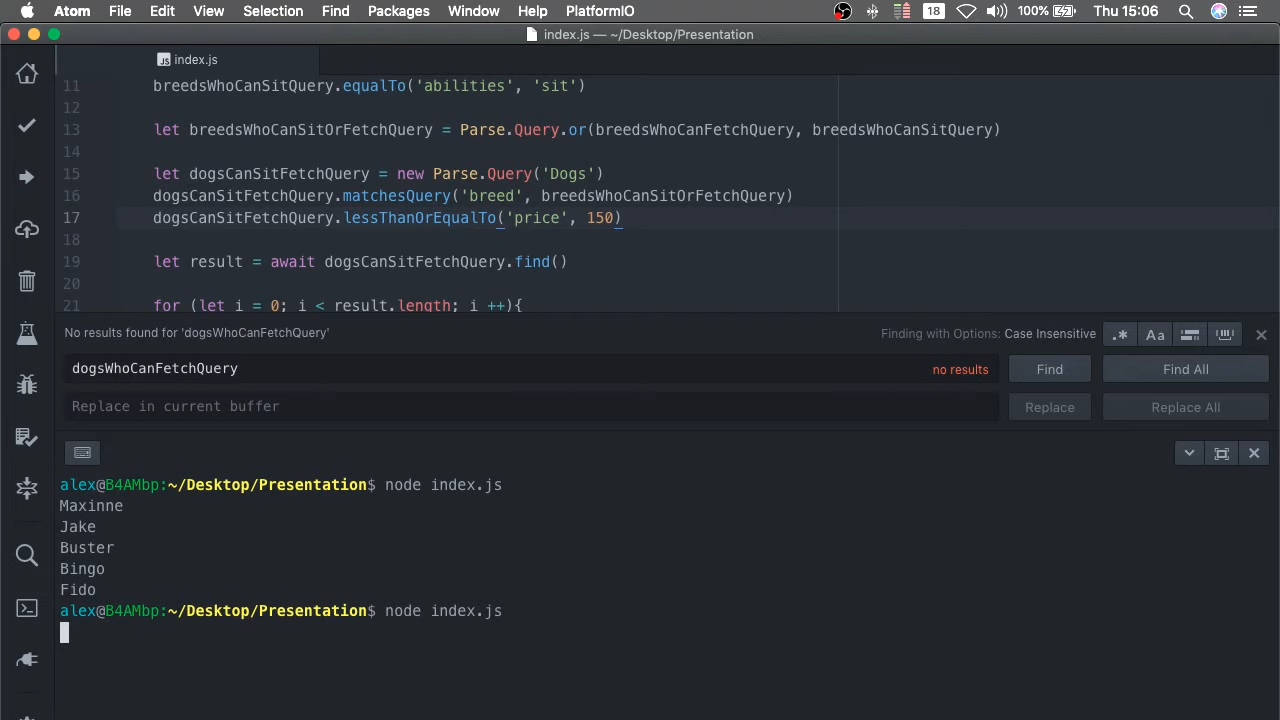 Atom File Edit View Selection Find Packages Window Help PlatformIO 18 100% Thu 15:06
index.js — ~/Desktop/Presentation
JS index.js
11 breedsWhoCanSitQuery.equalTo('abilities', 'sit')
12
13 let breedsWhoCanSitOrFetchQuery = Parse.Query.or(breedsWhoCanFetchQuery, breedsWhoCanSitQuery)
14
15 let dogsCanSitFetchQuery = new Parse.Query('Dogs')
16 dogsCanSitFetchQuery.matchesQuery('breed', breedsWhoCanSitOrFetchQuery)
17 dogsCanSitFetchQuery.lessThanOrEqualTo('price', 150)
18
19 let result = await dogsCanSitFetchQuery.find()
20
21 for (let i = 0; i < result.length; i ++){
No results found for 'dogsWhoCanFetchQuery' Finding with Options: Case Insensitive .* Aa
dogsWhoCanFetchQuery no results Find Find All
Replace in current buffer Replace Replace All
alex@B4AMbp:~/Desktop/Presentation$ node index.js
Maxinne
Jake
Buster
Bingo
Fido
alex@B4AMbp:~/Desktop/Presentation$ node index.js